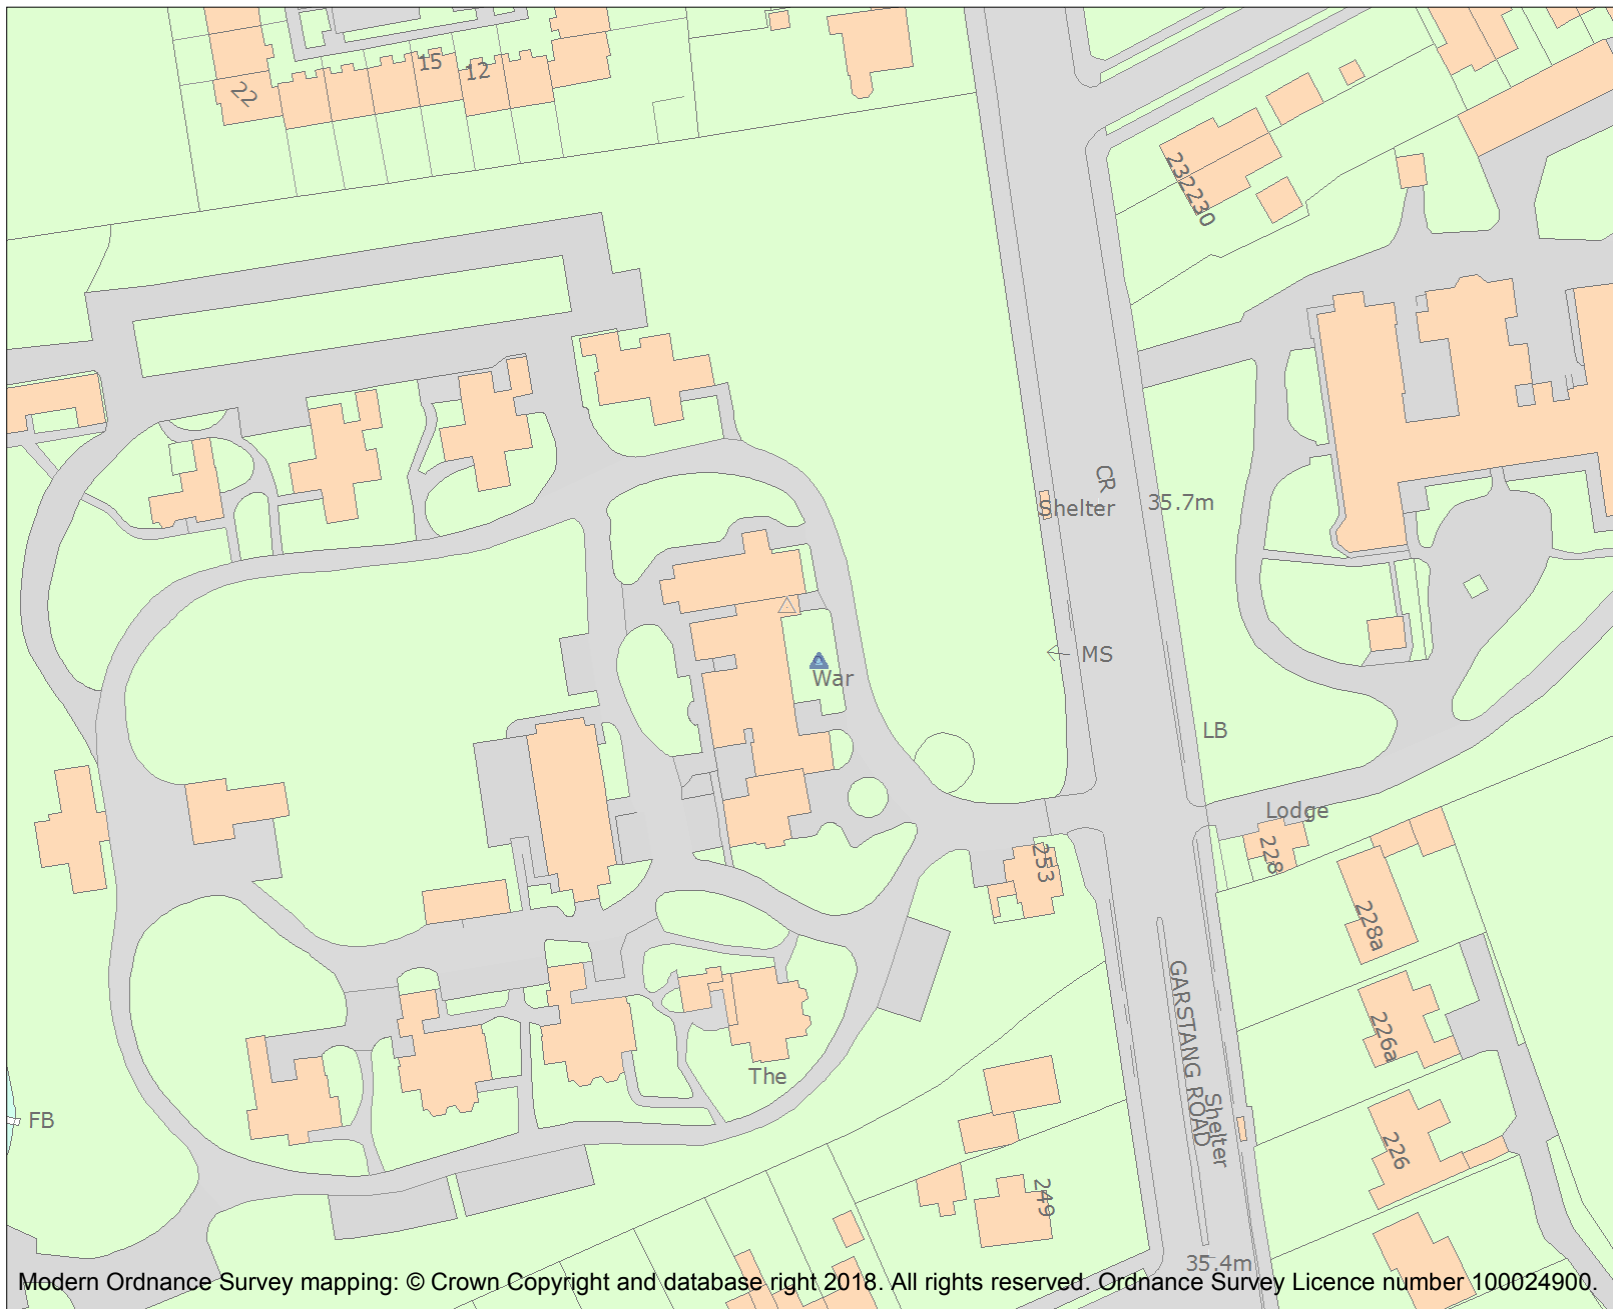 15
12
22
232230
CR
35.7m
Shelter
MS
War
LB
Lodge
253
228
228a
GARSTANG ROAD
226a
The
Shelter
FB
226
249
35.4m
Modern Ordnance Survey mapping: © Crown Copyright and database right 2018. All rights reserved. Ordnance Survey Licence number 100024900.